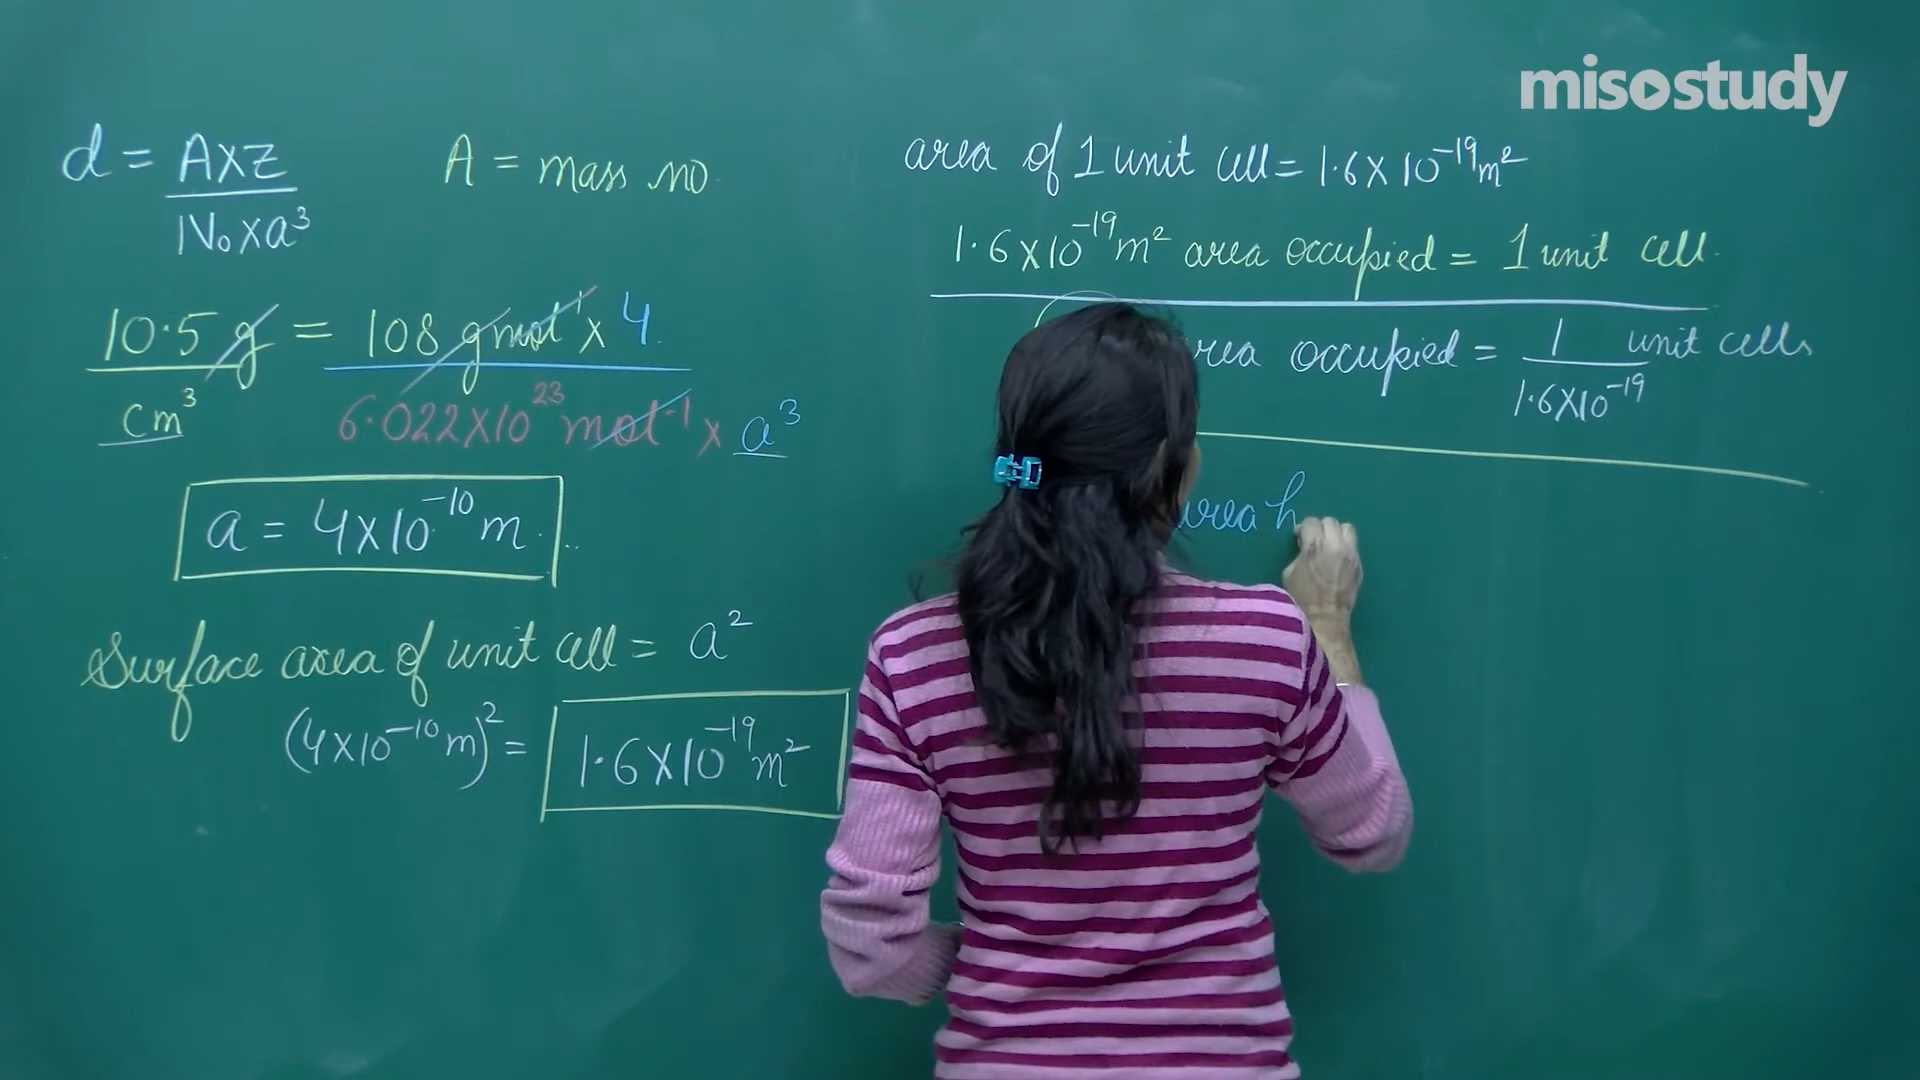 misostudy
d = A×Z / N₀×a³
A = mass no.
10.5 g / cm³ = 108 g mol⁻¹ × 4 / 6.022×10²³ mol⁻¹ × a³
a = 4×10⁻¹⁰ m.
Surface area of unit cell = a²
(4×10⁻¹⁰ m)² = 1.6×10⁻¹⁹ m²
area of 1 unit cell = 1.6×10⁻¹⁹ m²
1.6×10⁻¹⁹ m² area occupied = 1 unit cell.
area occupied = 1 / 1.6×10⁻¹⁹ unit cells
area h